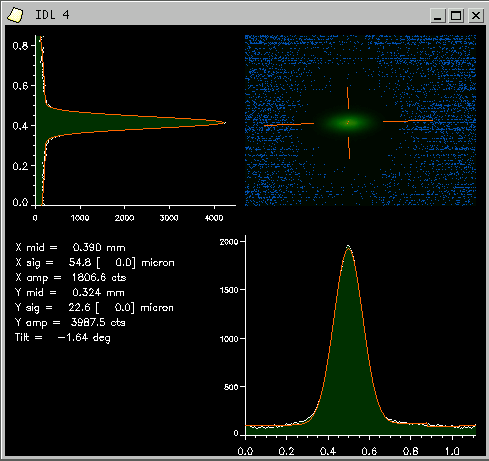 IDL 4
0.8
0.6
0.4
0.2
0.0
0 1000 2000 3000 4000
X mid = 0.390 mm
X sig = 54.8 [ 0.0] micron
X amp = 1806.6 cts
Y mid = 0.324 mm
Y sig = 22.6 [ 0.0] micron
Y amp = 3987.5 cts
Tilt = -1.64 deg
2000
1500
1000
500
0
0.0 0.2 0.4 0.6 0.8 1.0